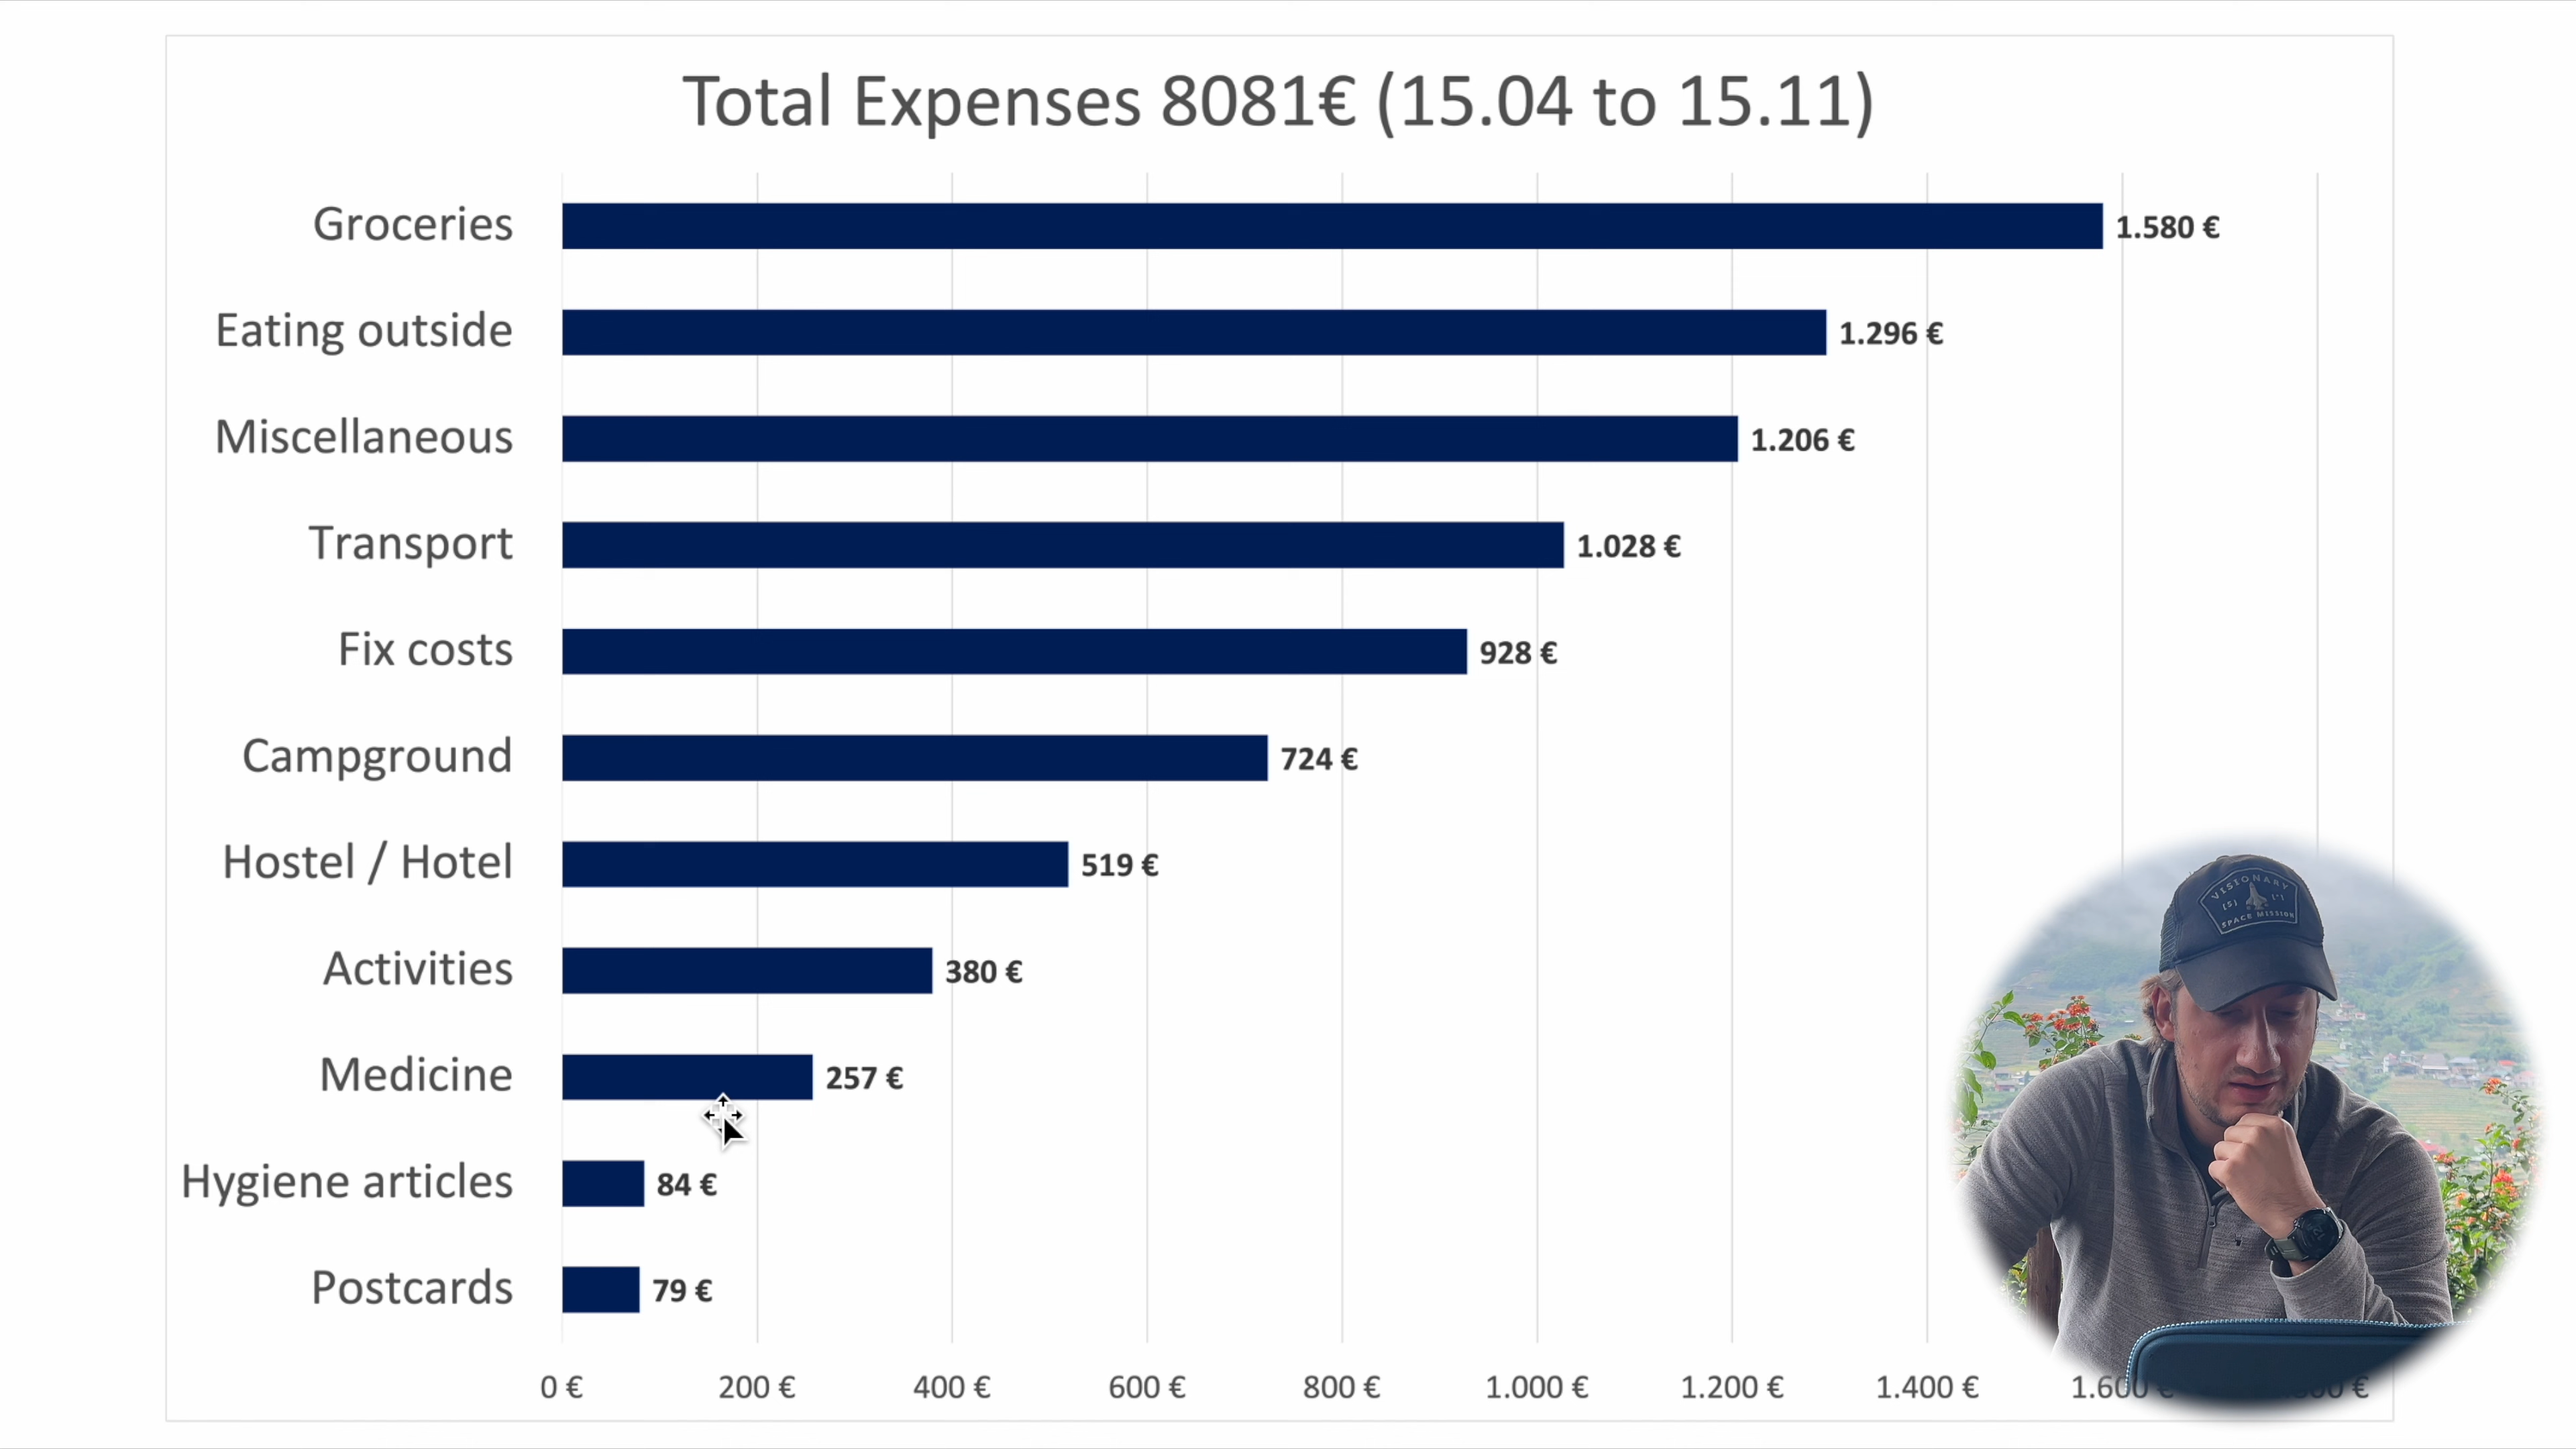 Total Expenses 8081€ (15.04 to 15.11)
Groceries 1.580 €
Eating outside 1.296 €
Miscellaneous 1.206 €
Transport 1.028 €
Fix costs 928 €
Campground 724 €
Hostel / Hotel 519 €
Activities 380 €
Medicine 257 €
Hygiene articles 84 €
Postcards 79 €
0 € 200 € 400 € 600 € 800 € 1.000 € 1.200 € 1.400 €
VISIONARY
SPACE MISSION